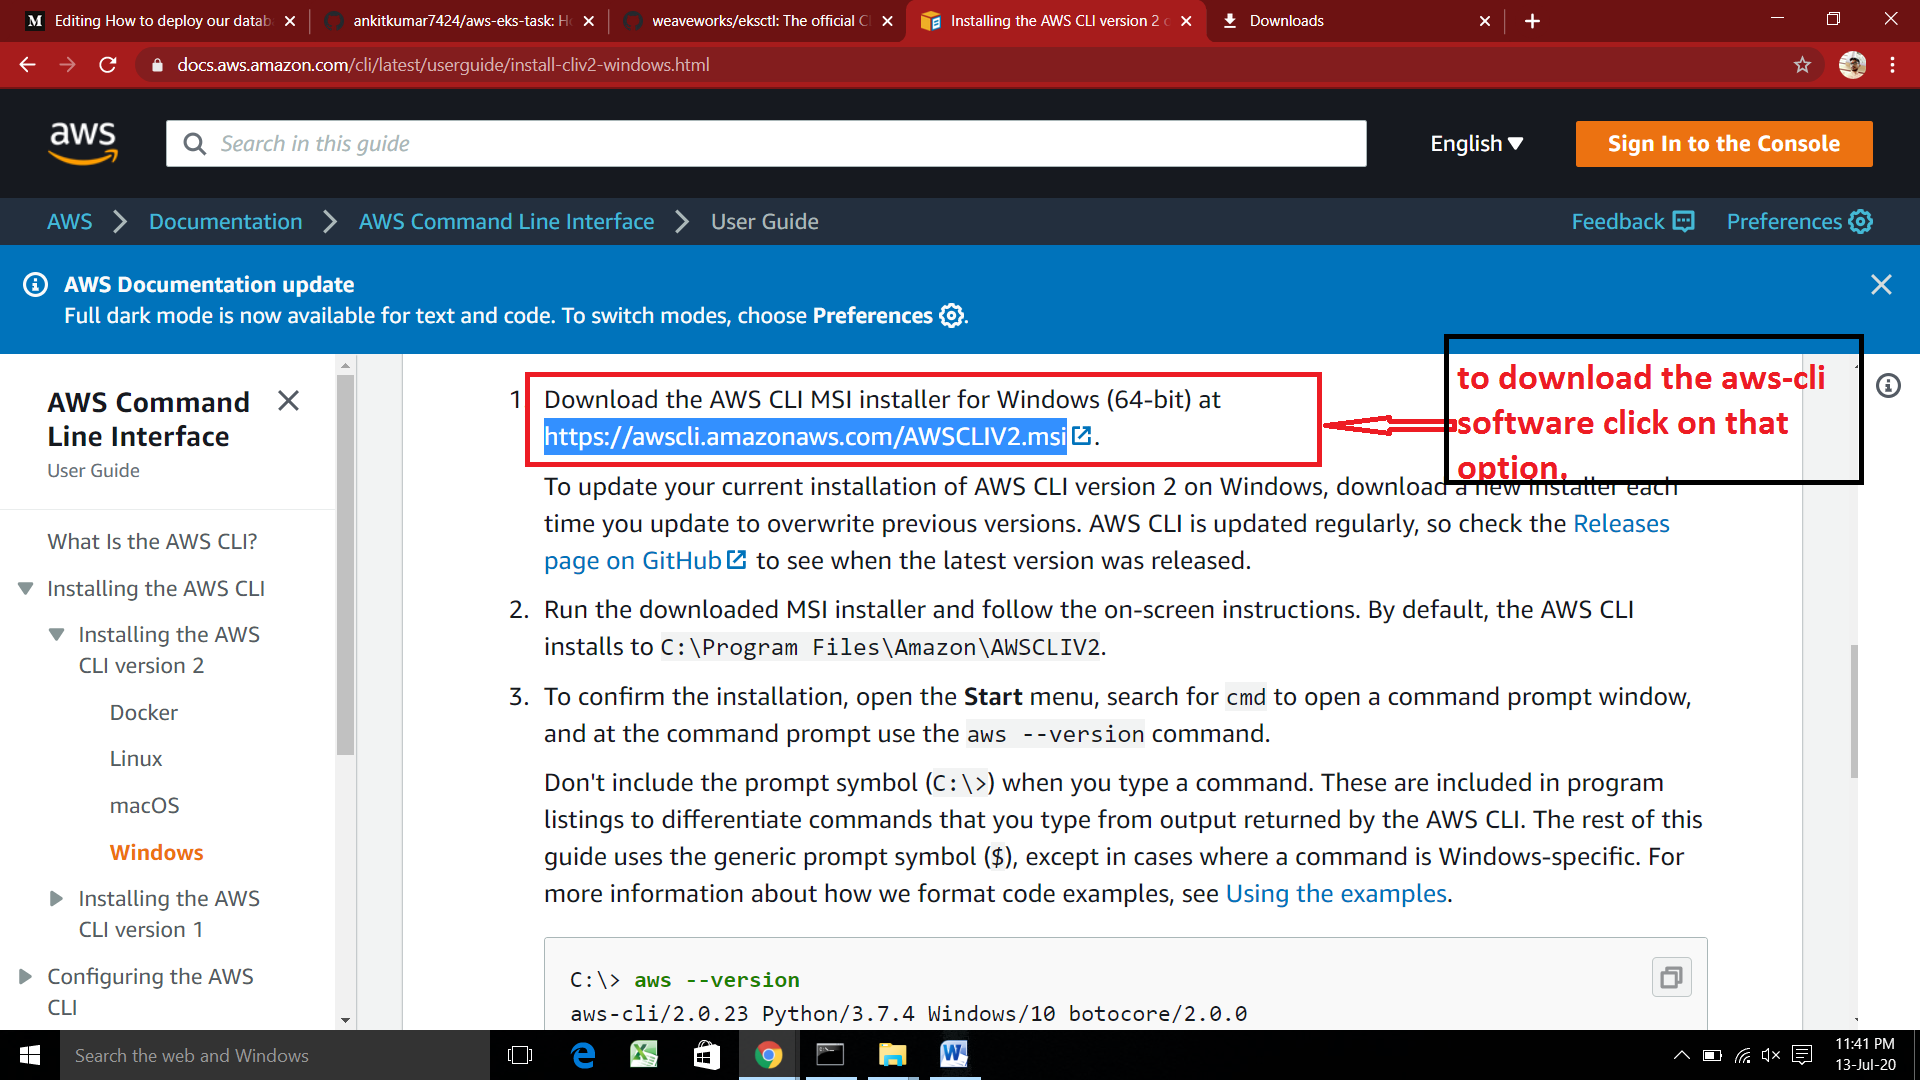 Editing How to deploy our datab
ankitkumar7424/aws-eks-task: H
weaveworks/eksctl: The official C
Installing the AWS CLI version 2
Downloads
docs.aws.amazon.com/cli/latest/userguide/install-cliv2-windows.html
aws
Search in this guide
English
Sign In to the Console
AWS
Documentation
AWS Command Line Interface
User Guide
Feedback
Preferences
AWS Documentation update
Full dark mode is now available for text and code. To switch modes, choose Preferences .
AWS Command
Line Interface
User Guide
What Is the AWS CLI?
Installing the AWS CLI
Installing the AWS
CLI version 2
Docker
Linux
macOS
Windows
Installing the AWS
CLI version 1
Configuring the AWS
CLI
1 Download the AWS CLI MSI installer for Windows (64-bit) at
https://awscli.amazonaws.com/AWSCLIV2.msi .
to download the aws-cli
software click on that
option.
To update your current installation of AWS CLI version 2 on Windows, download a new installer each
time you update to overwrite previous versions. AWS CLI is updated regularly, so check the Releases
page on GitHub to see when the latest version was released.
2. Run the downloaded MSI installer and follow the on-screen instructions. By default, the AWS CLI
installs to C:\Program Files\Amazon\AWSCLIV2.
3. To confirm the installation, open the Start menu, search for cmd to open a command prompt window,
and at the command prompt use the aws --version command.
Don't include the prompt symbol (C:\>) when you type a command. These are included in program
listings to differentiate commands that you type from output returned by the AWS CLI. The rest of this
guide uses the generic prompt symbol ($), except in cases where a command is Windows-specific. For
more information about how we format code examples, see Using the examples.
C:\> aws --version
aws-cli/2.0.23 Python/3.7.4 Windows/10 botocore/2.0.0
Search the web and Windows
11:41 PM
13-Jul-20